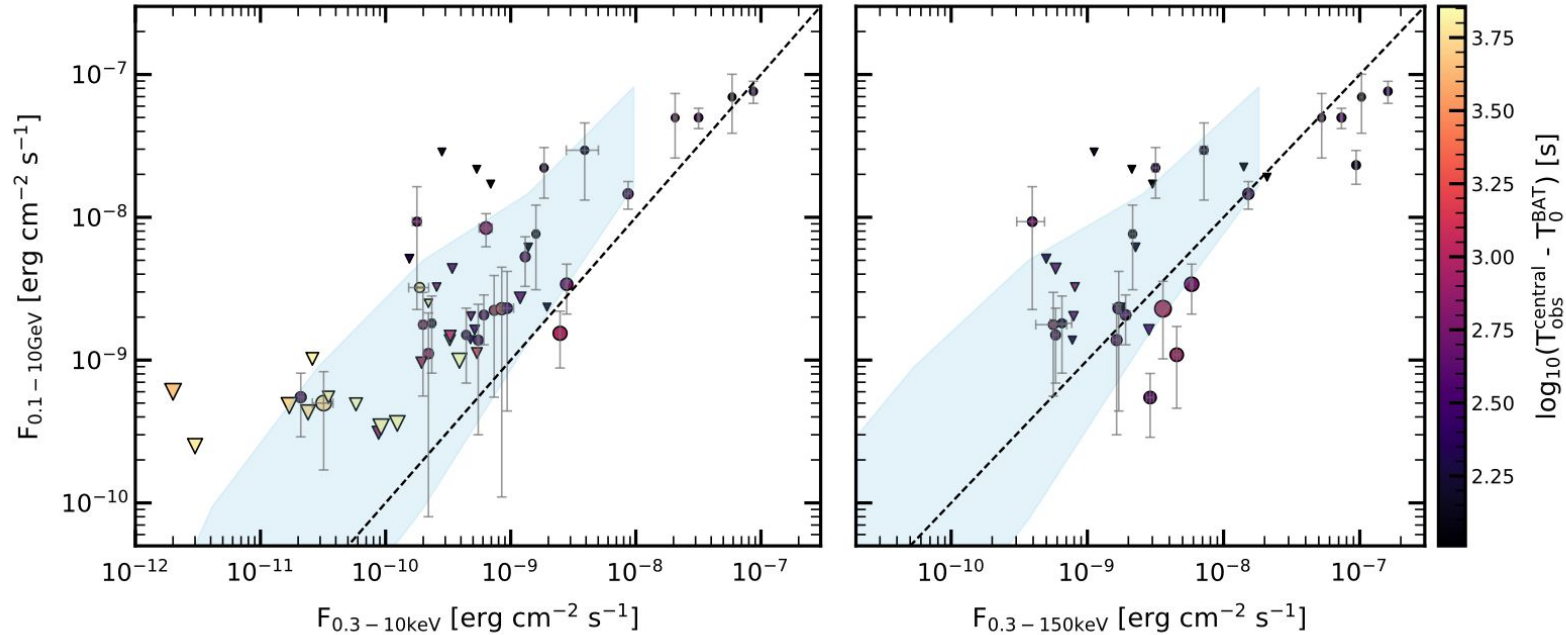 10⁻⁷
10⁻⁸
10⁻⁹
10⁻¹⁰
F₀.₁₋₁₀GeV [erg cm⁻² s⁻¹]
10⁻¹² 10⁻¹¹ 10⁻¹⁰ 10⁻⁹ 10⁻⁸ 10⁻⁷
F₀.₃₋₁₀keV [erg cm⁻² s⁻¹]
10⁻¹⁰ 10⁻⁹ 10⁻⁸ 10⁻⁷
F₀.₃₋₁₅₀keV [erg cm⁻² s⁻¹]
3.75
3.50
3.25
3.00
2.75
2.50
2.25
log₁₀(T_obs^central - T₀^BAT) [s]